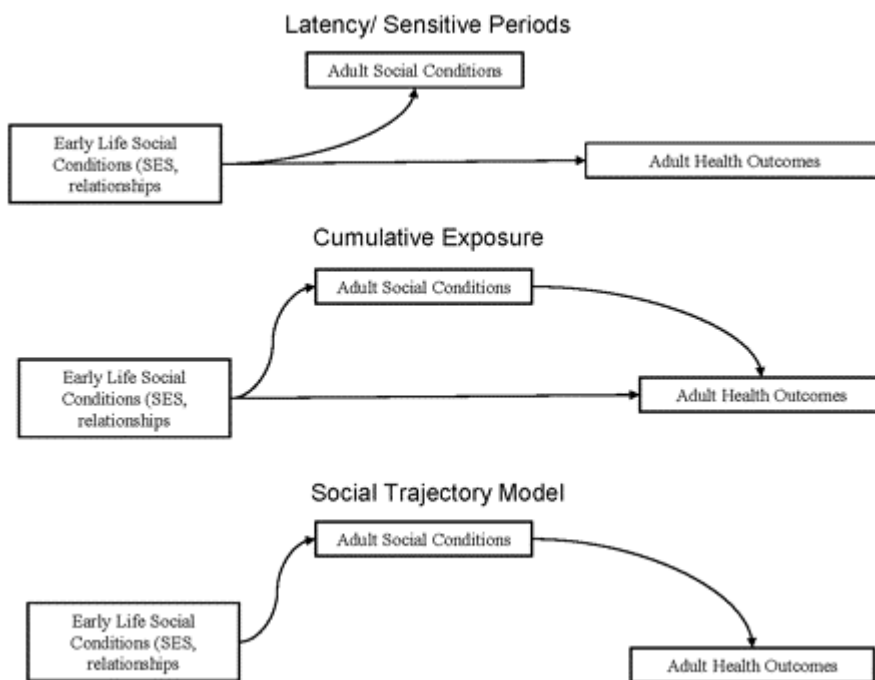 Latency/ Sensitive Periods
Adult Social Conditions
Early Life Social
Conditions (SES,
relationships
Adult Health Outcomes
Cumulative Exposure
Adult Social Conditions
Early Life Social
Conditions (SES,
relationships
Adult Health Outcomes
Social Trajectory Model
Adult Social Conditions
Early Life Social
Conditions (SES,
relationships
Adult Health Outcomes